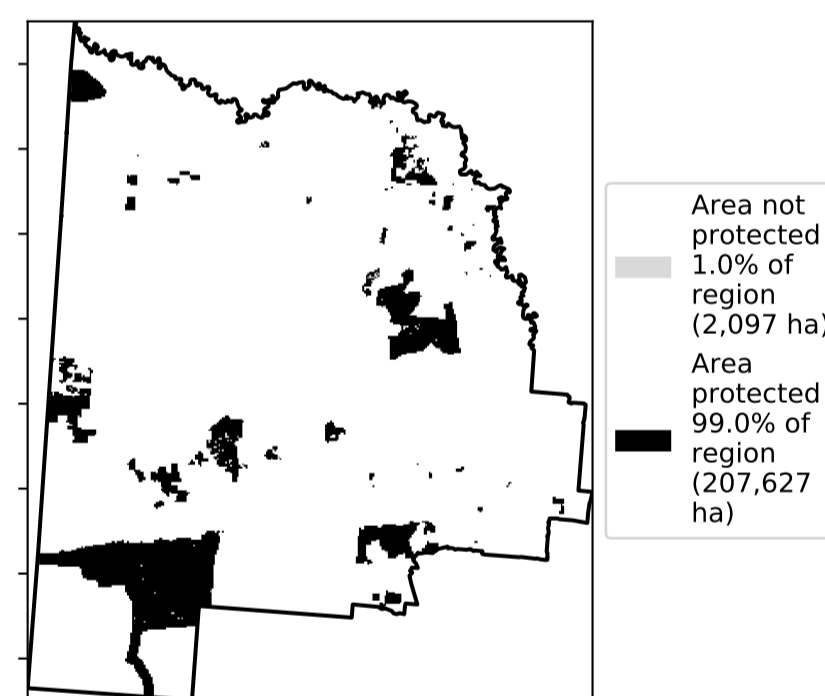 Area not
protected
1.0% of
region
(2,097 ha)
Area
protected
99.0% of
region
(207,627
ha)